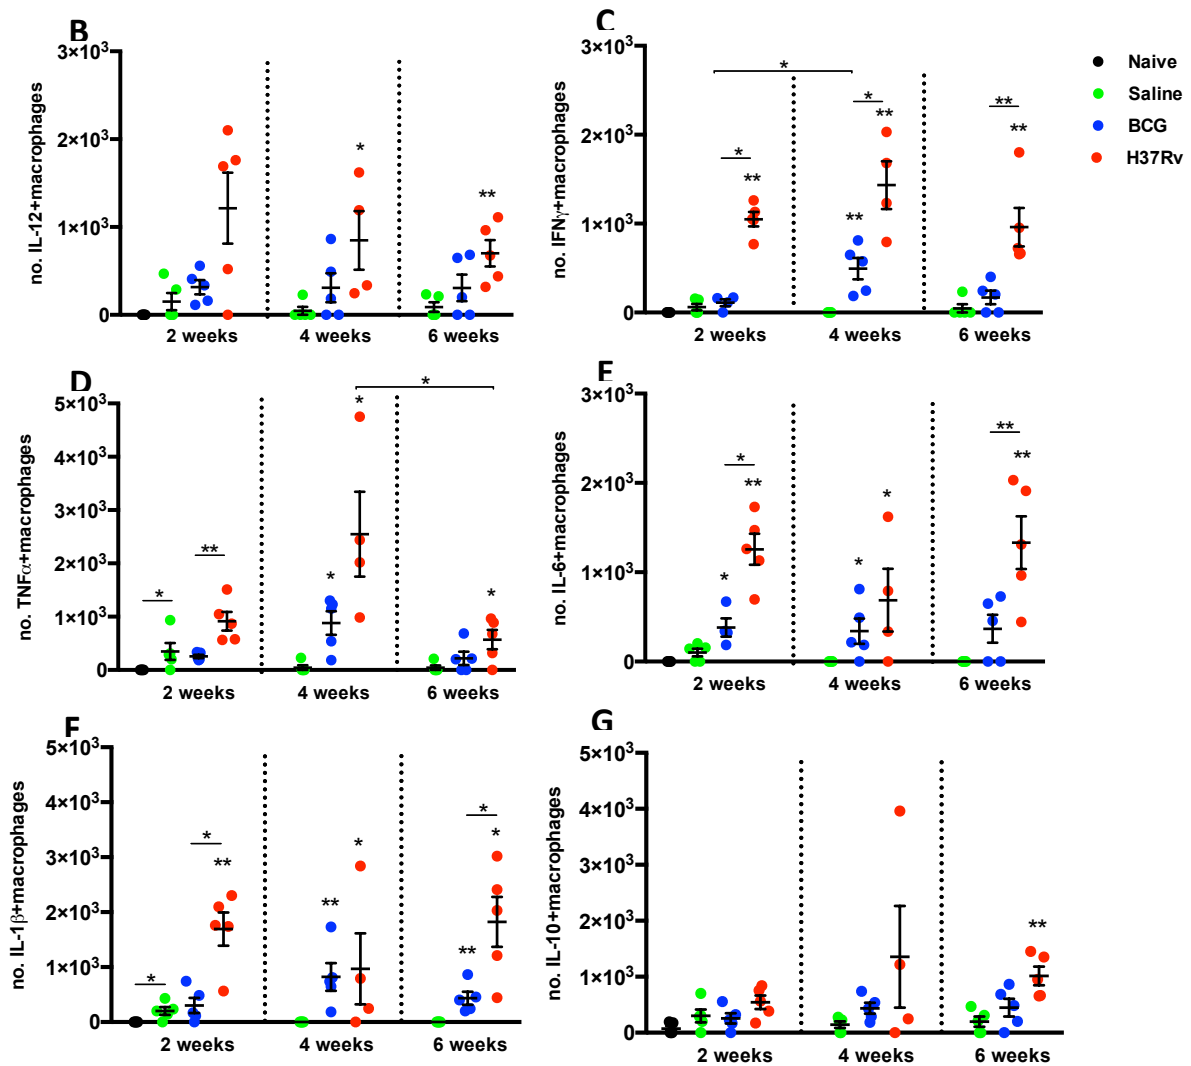 B
no. IL-12+macrophages
3×10³
2×10³
1×10³
0
* **
2 weeks 4 weeks 6 weeks
C
no. IFNγ+macrophages
3×10³
2×10³
1×10³
0
*
* **
* ** ** ** **
2 weeks 4 weeks 6 weeks
Naive
Saline
BCG
H37Rv
D
no. TNFα+macrophages
5×10³
4×10³
3×10³
2×10³
1×10³
0
*
* ** * * *
2 weeks 4 weeks 6 weeks
E
no. IL-6+macrophages
3×10³
2×10³
1×10³
0
* * ** * * ** **
2 weeks 4 weeks 6 weeks
F
no. IL-1β+macrophages
5×10³
4×10³
3×10³
2×10³
1×10³
0
* * ** ** * ** * *
2 weeks 4 weeks 6 weeks
G
no. IL-10+macrophages
5×10³
4×10³
3×10³
2×10³
1×10³
0
**
2 weeks 4 weeks 6 weeks